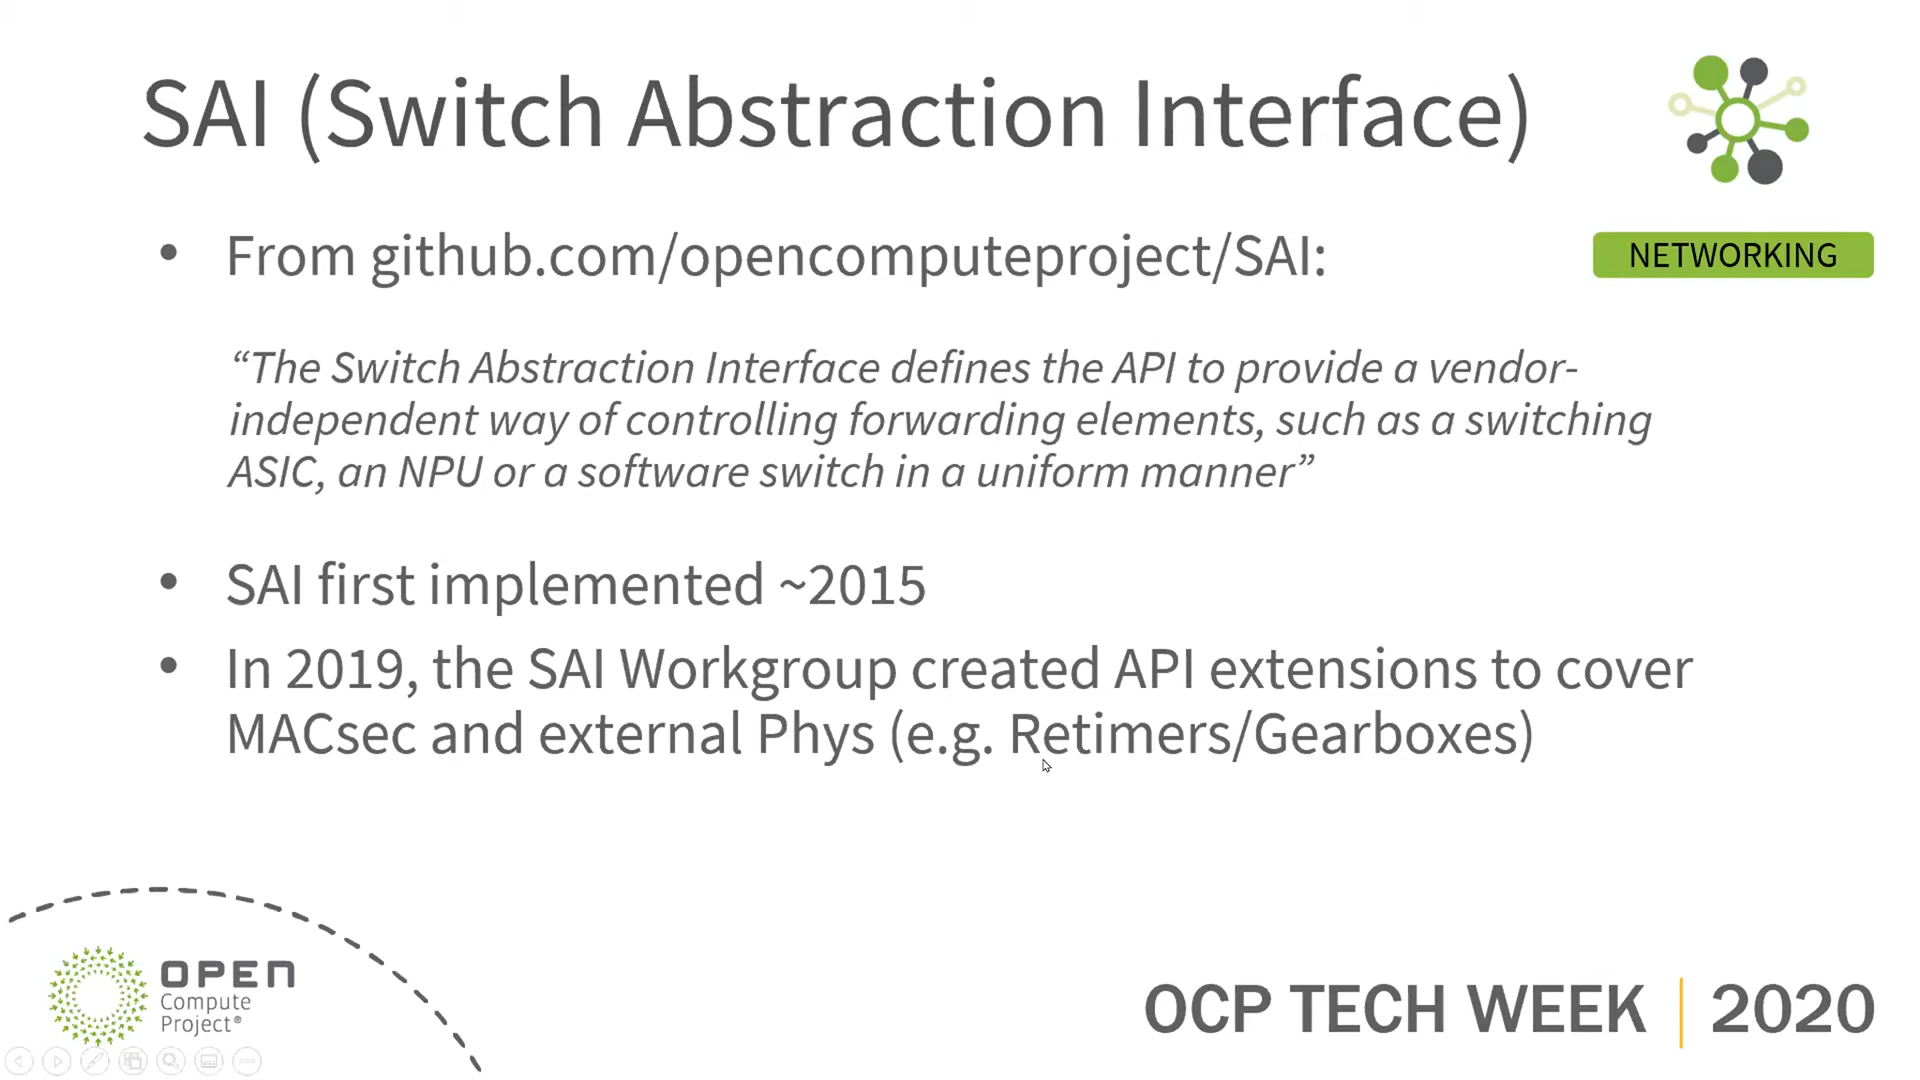 SAI (Switch Abstraction Interface)
• From github.com/opencomputeproject/SAI:
NETWORKING
“The Switch Abstraction Interface defines the API to provide a vendor-
independent way of controlling forwarding elements, such as a switching
ASIC, an NPU or a software switch in a uniform manner”
• SAI first implemented ~2015
• In 2019, the SAI Workgroup created API extensions to cover
MACsec and external Phys (e.g. Retimers/Gearboxes)
OPEN
Compute
Project®
OCP TECH WEEK | 2020